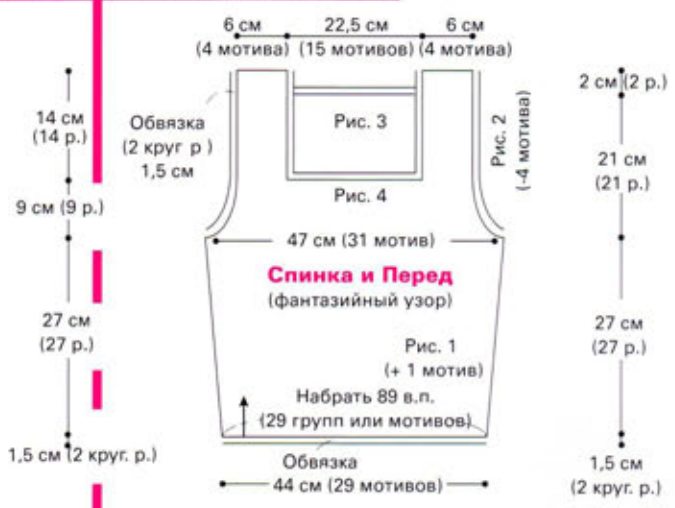 6 см 22,5 см 6 см
(4 мотива) (15 мотивов) (4 мотива)
2 см (2 р.)
14 см
(14 р.)
Обвязка
(2 круг р )
1,5 см
Рис. 3
Рис. 2
(-4 мотива)
21 см
(21 р.)
Рис. 4
9 см (9 р.)
47 см (31 мотив)
Спинка и Перед
(фантазийный узор)
27 см
(27 р.)
27 см
(27 р.)
Рис. 1
(+ 1 мотив)
Набрать 89 в.п.
(29 групп или мотивов)
1,5 см (2 круг. р.)
Обвязка
1,5 см
(2 круг. р.)
44 см (29 мотивов)